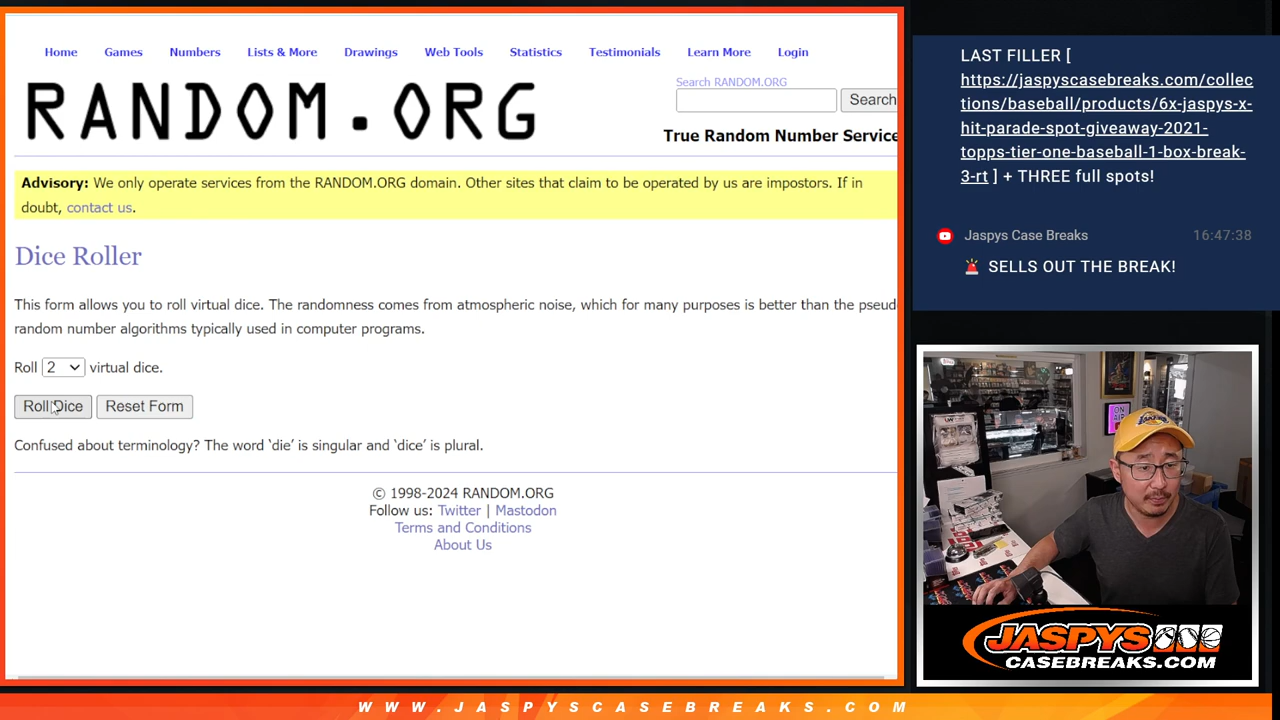 Home Games Numbers Lists & More Drawings Web Tools Statistics Testimonials Learn More Login
RANDOM.ORG
Search RANDOM.ORG
Search
True Random Number Service
Advisory: We only operate services from the RANDOM.ORG domain. Other sites that claim to be operated by us are impostors. If in
doubt, contact us.
Dice Roller
This form allows you to roll virtual dice. The randomness comes from atmospheric noise, which for many purposes is better than the pseudo
random number algorithms typically used in computer programs.
Roll 2 virtual dice.
Roll Dice Reset Form
Confused about terminology? The word ‘die’ is singular and ‘dice’ is plural.
© 1998-2024 RANDOM.ORG
Follow us: Twitter | Mastodon
Terms and Conditions
About Us
LAST FILLER [
https://jaspyscasebreaks.com/collec
tions/baseball/products/6x-jaspys-x-
hit-parade-spot-giveaway-2021-
topps-tier-one-baseball-1-box-break-
3-rt ] + THREE full spots!
Jaspys Case Breaks 16:47:38
🚨 SELLS OUT THE BREAK!
ON
AIR
JASPYS
CASEBREAKS.COM
WWW.JASPYSCASEBREAKS.COM